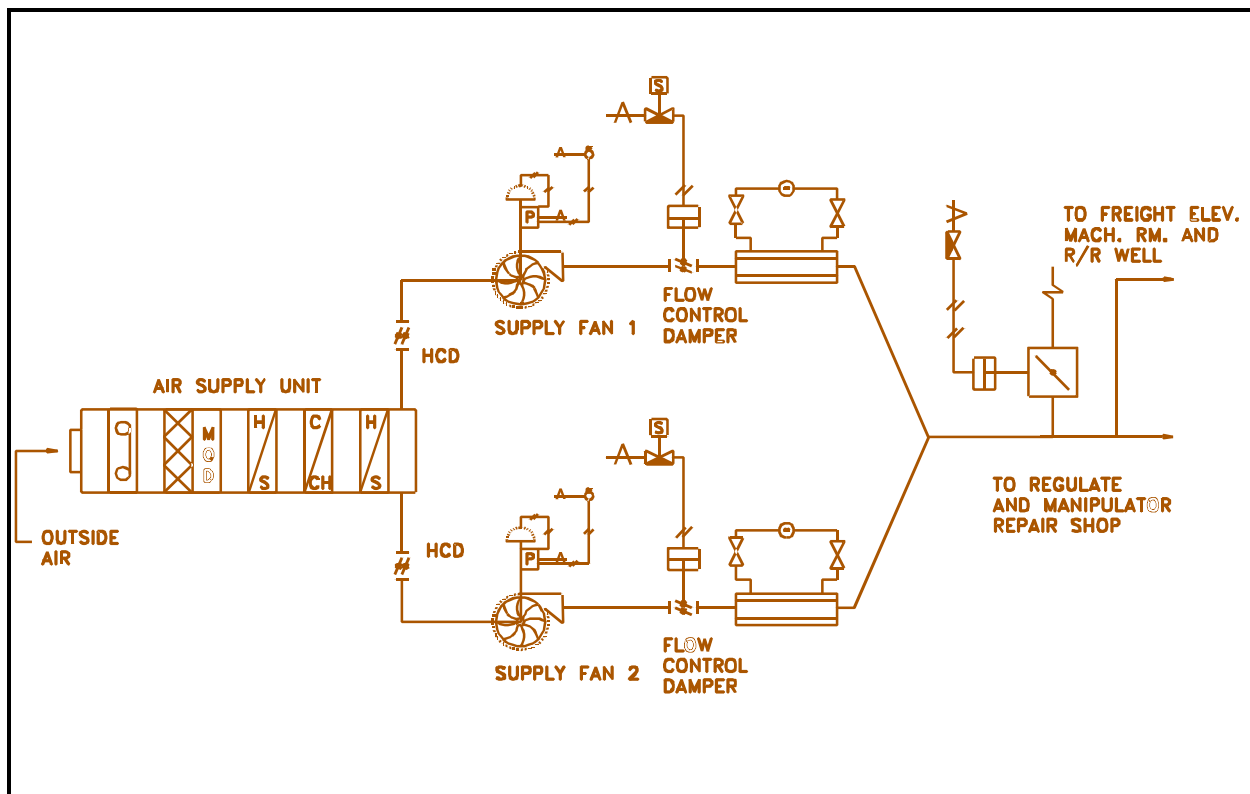 S
TO FREIGHT ELEV.
MACH. RM. AND
R/R WELL
A
P
A
FLOW
CONTROL
DAMPER
SUPPLY FAN 1
HCD
AIR SUPPLY UNIT
H
C
H
M
O
D
S
CH
S
S
TO REGULATE
AND MANIPULATOR
REPAIR SHOP
OUTSIDE
AIR
HCD
A
P
A
FLOW
CONTROL
DAMPER
SUPPLY FAN 2